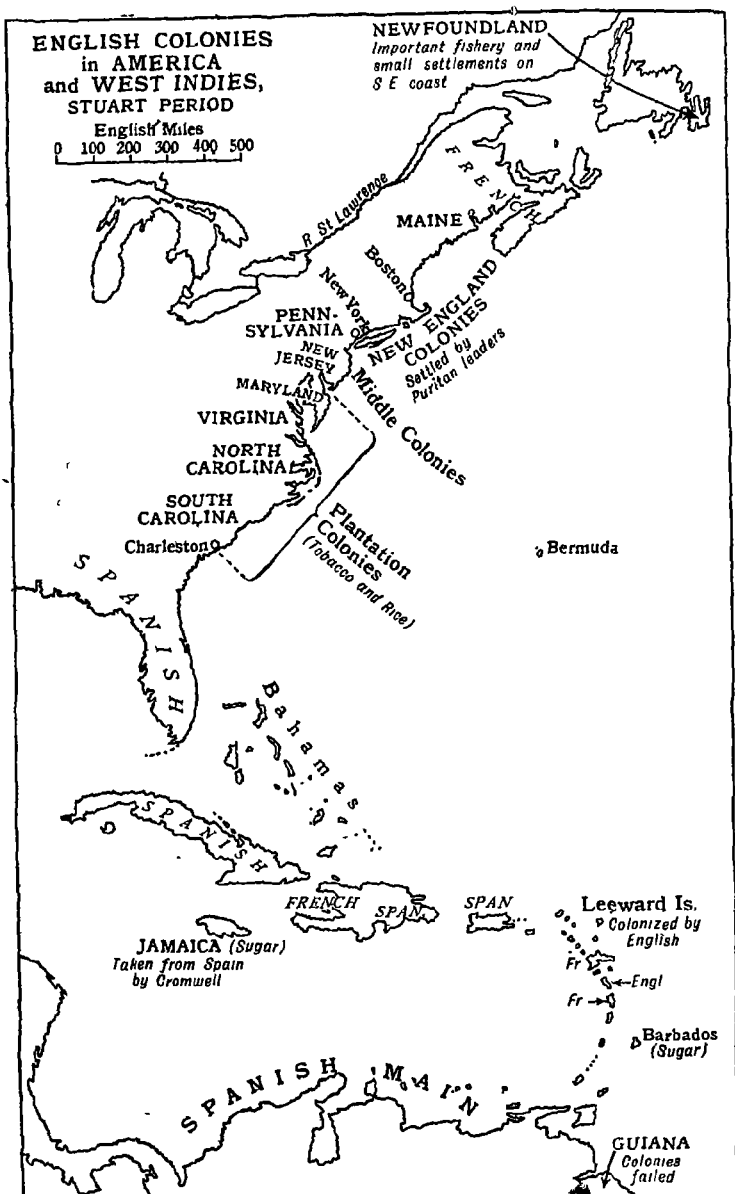 ENGLISH COLONIES
in AMERICA
and WEST INDIES,
STUART PERIOD
English Miles
0 100 200 300 400 500
NEWFOUNDLAND
Important fishery and
small settlements on
S E coast
FRENCH
R St Lawrence
MAINE
Boston
New York
PENN-
SYLVANIA
NEW
JERSEY
NEW ENGLAND
COLONIES
Settled by
Puritan leaders
MARYLAND
Middle Colonies
VIRGINIA
NORTH
CAROLINA
SOUTH
CAROLINA
Charleston
Plantation
Colonies
(Tobacco and Rice)
Bermuda
SPANISH
Bahamas
SPANISH
FRENCH
SPAN
SPAN
JAMAICA (Sugar)
Taken from Spain
by Cromwell
Leeward Is.
Colonized by
English
Fr
Engl
Fr
Barbados
(Sugar)
SPANISH MAIN
GUIANA
Colonies
failed